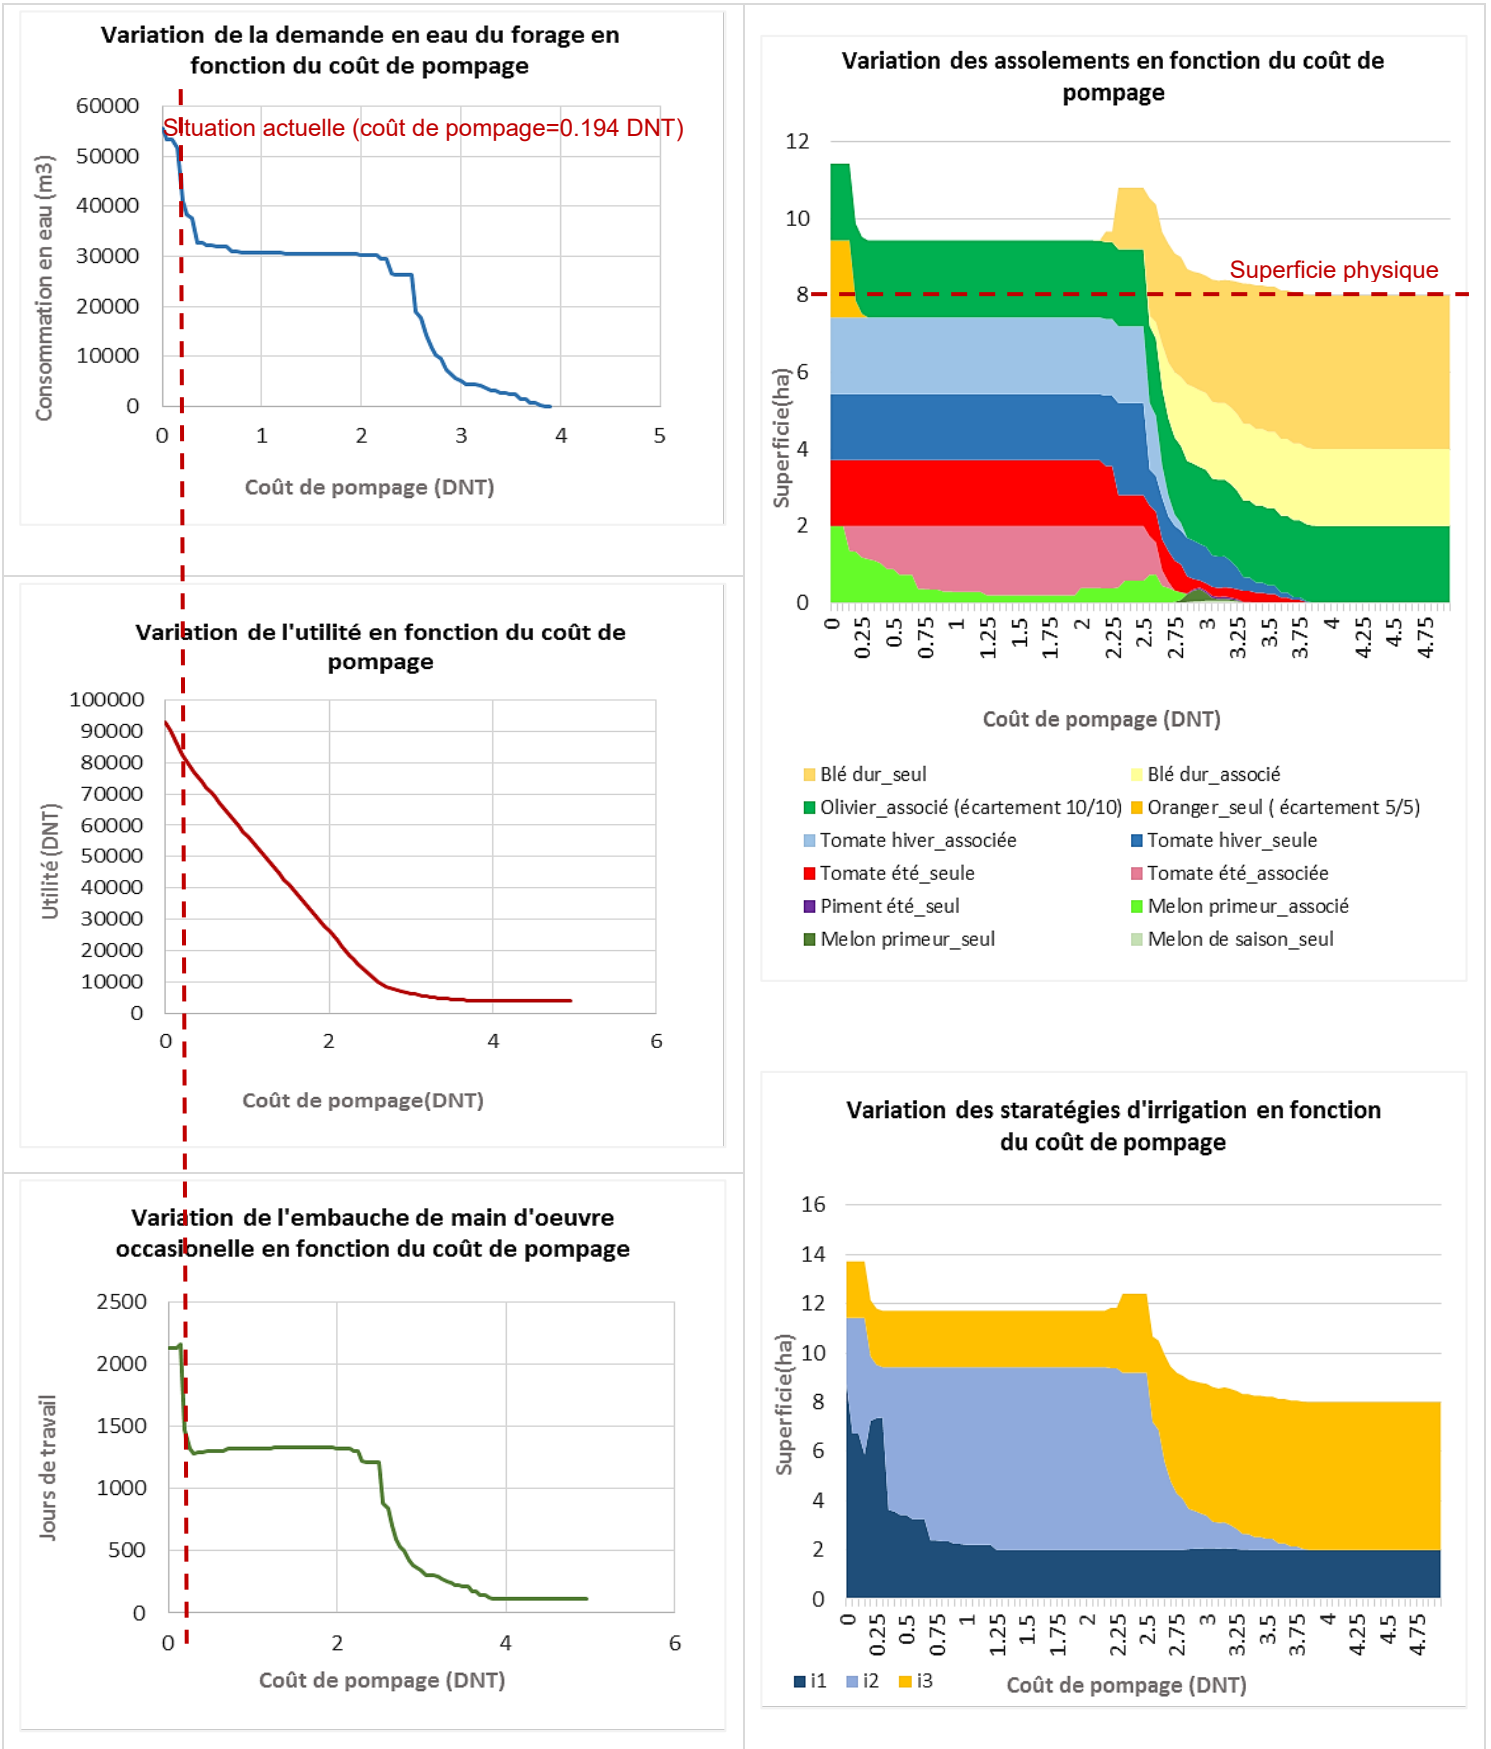 Variation de la demande en eau du forage en
fonction du coût de pompage
Situation actuelle (coût de pompage=0.194 DNT)
60000
50000
40000
30000
20000
10000
0
Consommation en eau (m3)
0 1 2 3 4 5
Coût de pompage (DNT)
Variation de l'utilité en fonction du coût de
pompage
100000
90000
80000
70000
60000
50000
40000
30000
20000
10000
0
Utilité (DNT)
0 2 4 6
Coût de pompage(DNT)
Variation de l'embauche de main d'oeuvre
occasionelle en fonction du coût de pompage
2500
2000
1500
1000
500
0
Jours de travail
0 2 4 6
Coût de pompage (DNT)
Variation des assolements en fonction du coût de
pompage
12
10
8
6
4
2
0
Superficie physique
Superficie(ha)
0 0.25 0.5 0.75 1 1.25 1.5 1.75 2 2.25 2.5 2.75 3 3.25 3.5 3.75 4 4.25 4.5 4.75
Coût de pompage (DNT)
Blé dur_seul Blé dur_associé
Olivier_associé (écartement 10/10) Oranger_seul ( écartement 5/5)
Tomate hiver_associée Tomate hiver_seule
Tomate été_seule Tomate été_associée
Piment été_seul Melon primeur_associé
Melon primeur_seul Melon de saison_seul
Variation des staratégies d'irrigation en fonction
du coût de pompage
16
14
12
10
8
6
4
2
0
Superficie(ha)
0 0.25 0.5 0.75 1 1.25 1.5 1.75 2 2.25 2.5 2.75 3 3.25 3.5 3.75 4 4.25 4.5 4.75
i1 i2 i3 Coût de pompage (DNT)